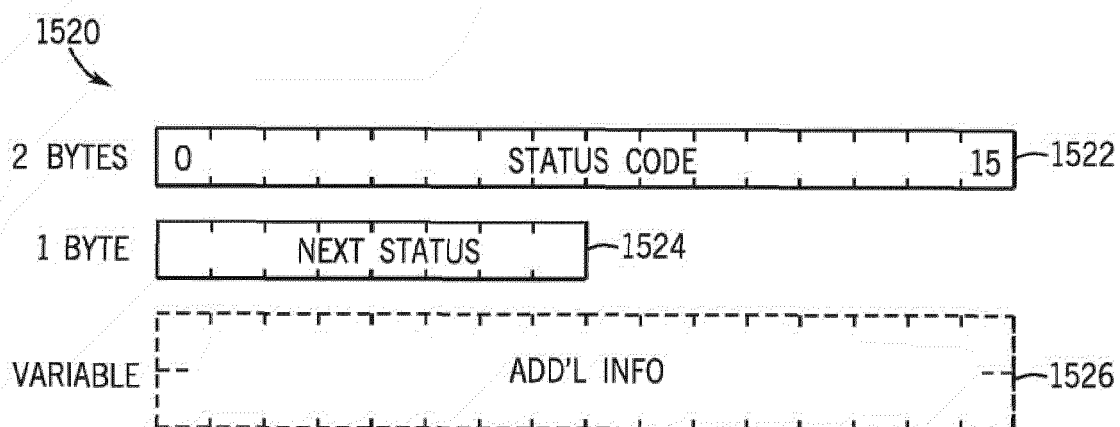 1520
2 BYTES 0 STATUS CODE 15 1522
1 BYTE NEXT STATUS 1524
VARIABLE ADD'L INFO 1526